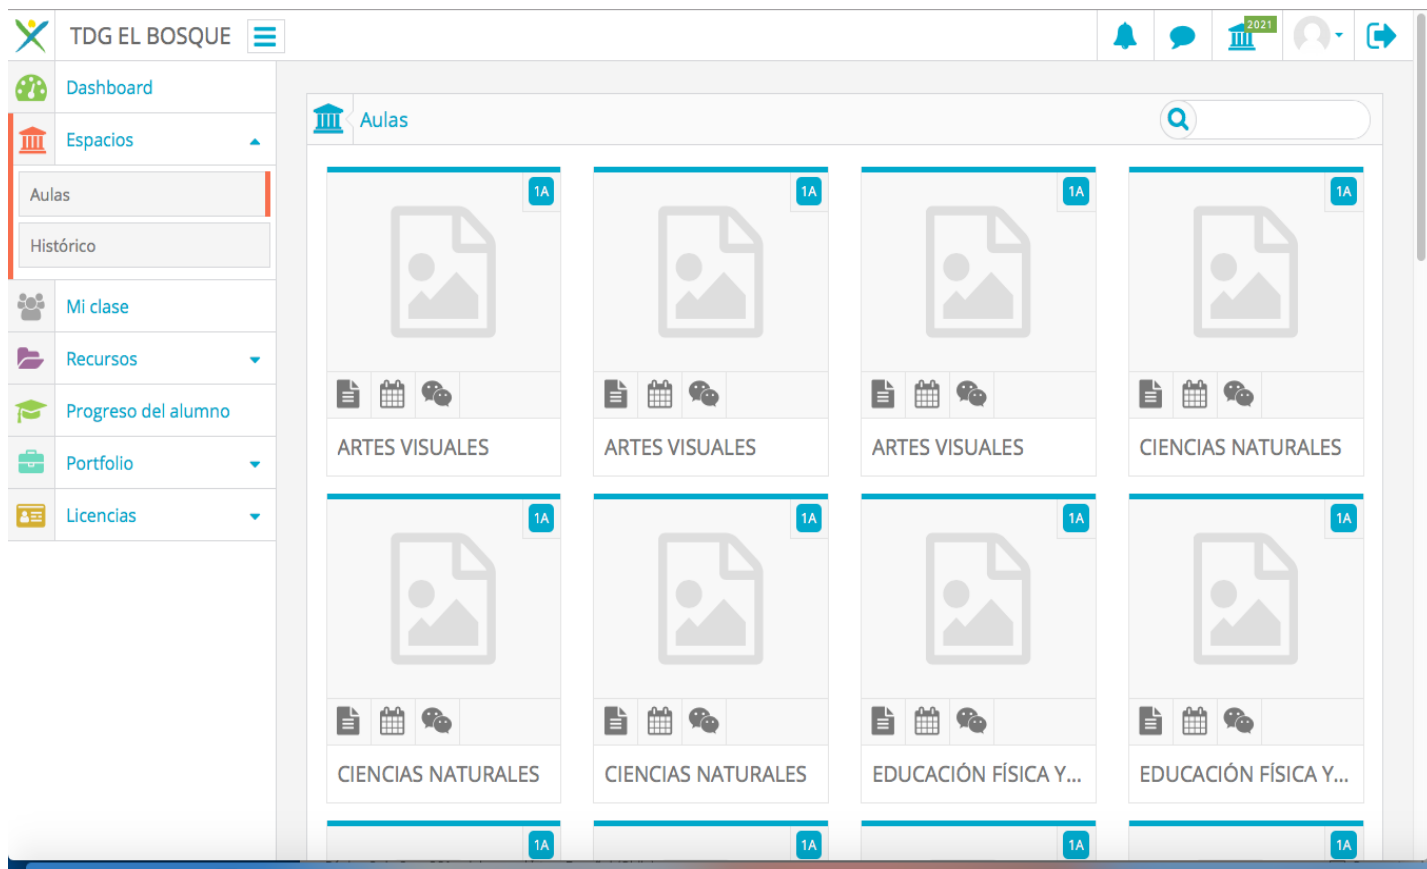 TDG EL BOSQUE
2021
Dashboard
Espacios
Aulas
Histórico
Mi clase
Recursos
Progreso del alumno
Portfolio
Licencias
Aulas
1A
1A
1A
1A
ARTES VISUALES
ARTES VISUALES
ARTES VISUALES
CIENCIAS NATURALES
1A
1A
1A
1A
CIENCIAS NATURALES
CIENCIAS NATURALES
EDUCACIÓN FÍSICA Y...
EDUCACIÓN FÍSICA Y...
1A
1A
1A
1A